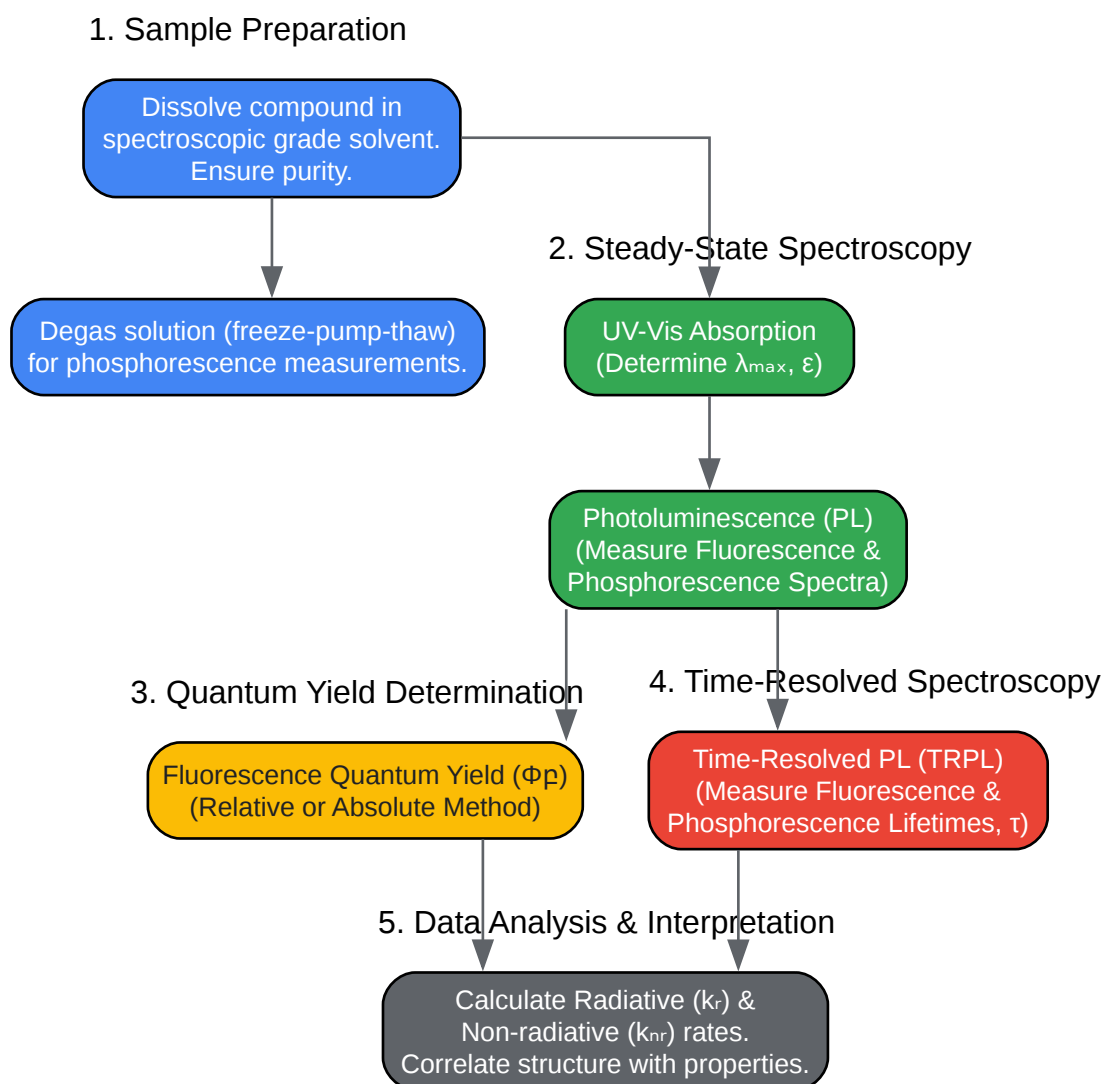 1. Sample Preparation
Dissolve compound in
spectroscopic grade solvent.
Ensure purity.
2. Steady-State Spectroscopy
Degas solution (freeze-pump-thaw)
for phosphorescence measurements.
UV-Vis Absorption
(Determine λₘₐₓ, ε)
Photoluminescence (PL)
(Measure Fluorescence &
Phosphorescence Spectra)
3. Quantum Yield Determination
4. Time-Resolved Spectroscopy
Fluorescence Quantum Yield (Φբ)
(Relative or Absolute Method)
Time-Resolved PL (TRPL)
(Measure Fluorescence &
Phosphorescence Lifetimes, τ)
5. Data Analysis & Interpretation
Calculate Radiative (kᵣ) &
Non-radiative (kₙᵣ) rates.
Correlate structure with properties.